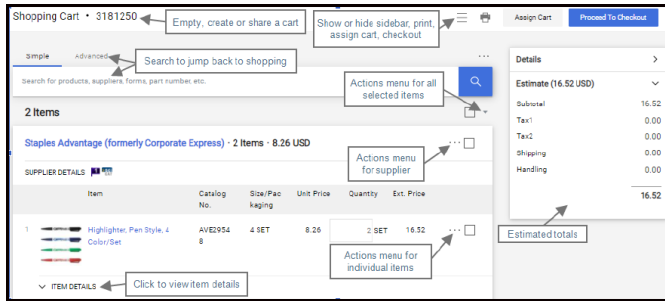 Shopping Cart • 3181250
Empty, create or share a cart
Show or hide sidebar, print,
assign cart, checkout
Assign Cart
Proceed To Checkout
Simple
Advanced
Search to jump back to shopping
...
Search for products, suppliers, forms, part number, etc.
Actions menu for all
selected items
2 Items
Details
Estimate (16.52 USD)
Subtotal 16.52
Tax1 0.00
Tax2 0.00
Shipping 0.00
Handling 0.00
16.52
Estimated totals
Staples Advantage (formerly Corporate
Express) · 2 Items · 8.26
USD
...
Actions menu
for supplier
SUPPLIER DETAILS
Item
Catalog
No.
Size/Pac
kaging
Unit Price
Quantity
Ext. Price
1
Highlighter, Pen Style, 4
Color/Set
AVE2954
8
4 SET
8.26
2 SET
16.52
...
Actions menu for
individual items
ITEM DETAILS
Click to view item details